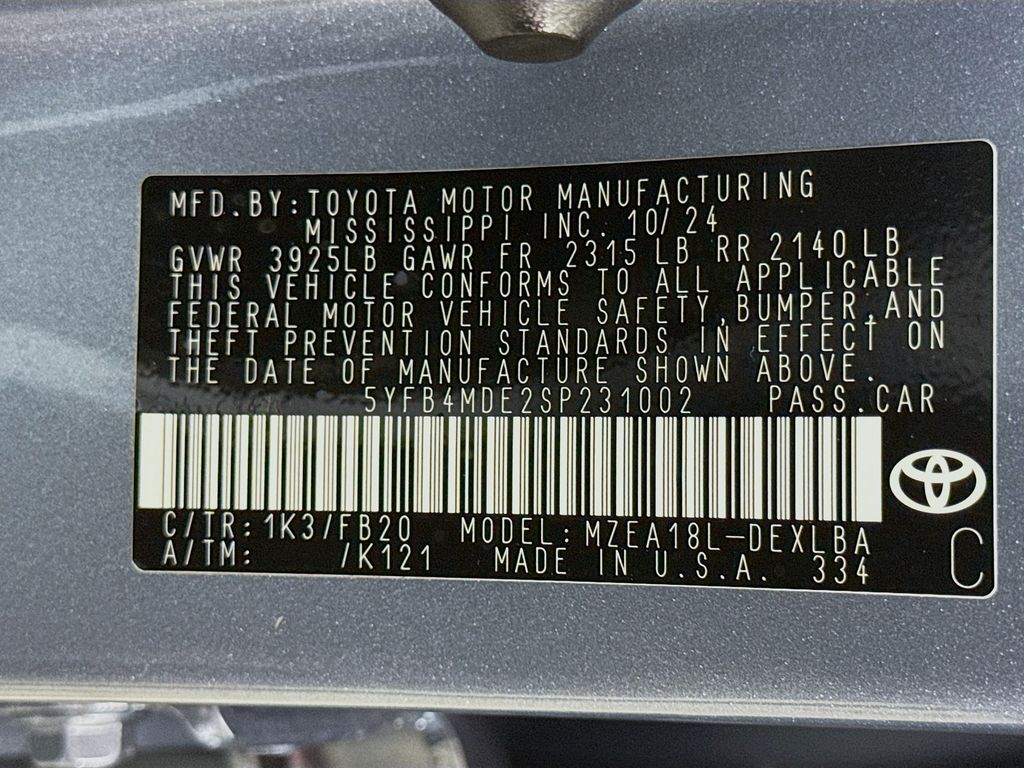 MFD.BY:TOYOTA MOTOR MANUFACTURING
MISSISSIPPI INC. 10/24
GVWR 3925LB GAWR FR 2315 LB RR 2140 LB
THIS VEHICLE CONFORMS TO ALL APPLICABLE
FEDERAL MOTOR VEHICLE SAFETY,BUMPER,AND
THEFT PREVENTION STANDARDS IN EFFECT ON
THE DATE OF MANUFACTURE SHOWN ABOVE.
5YFB4MDE2SP231002 PASS.CAR
C/TR:1K3/FB20 MODEL:MZEA18L-DEXLBA
A/TM: /K121 MADE IN U.S.A. 334
C